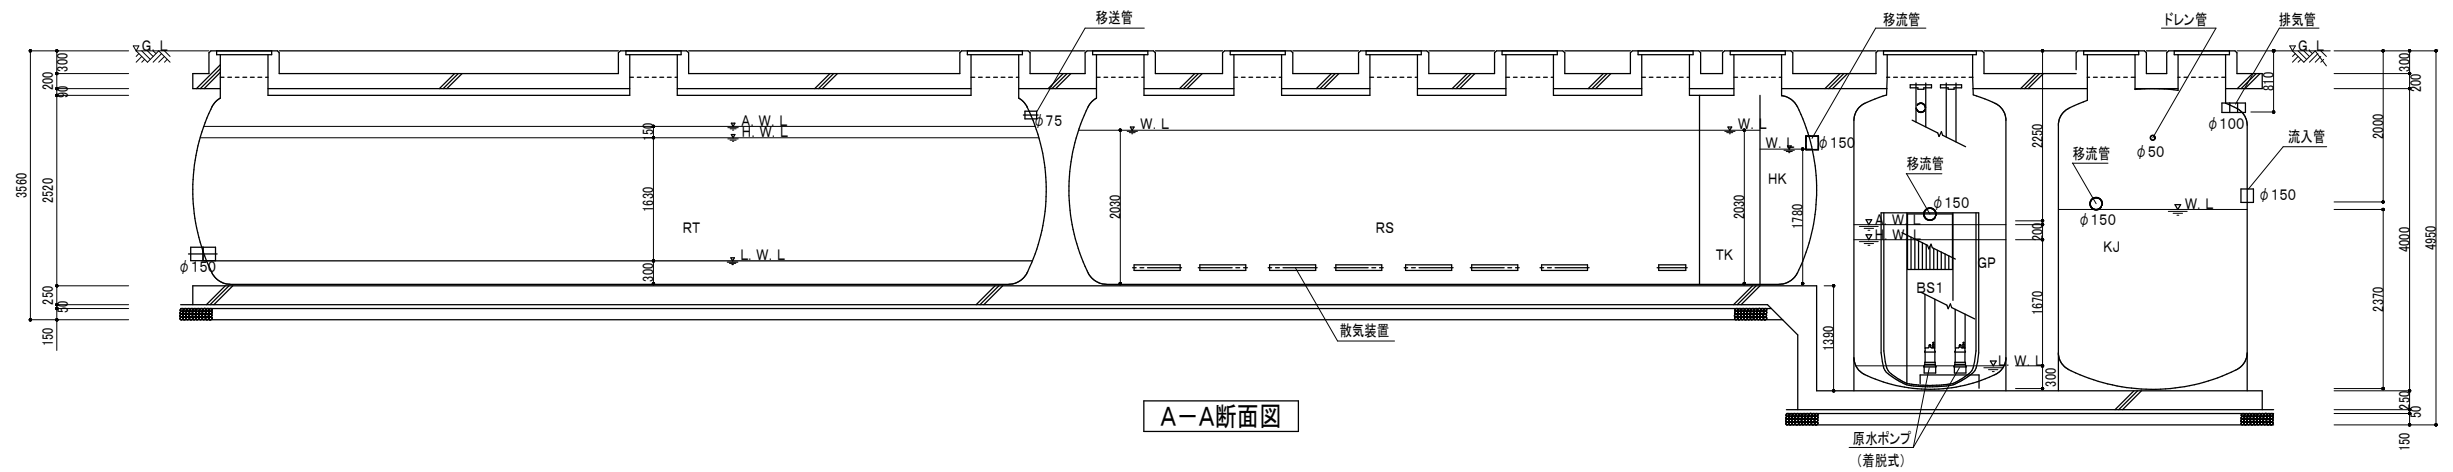 移送管
移流管
ドレン管
排気管
G. L
G. L
300
200
90
2520
3560
250
50
150
A. W. L
H. W. L
150
1630
RT
L. W. L
300
φ150
φ75
W. L
W. L
W. L
φ150
2030
RS
2030
1780
HK
TK
散気装置
1390
移流管
φ150
A. W. L
H. W. L
GP
BS1
L. W. L
2250
200
1670
300
原水ポンプ
(着脱式)
移流管
φ150
φ50
W. L
KJ
φ100
流入管
φ150
810
2000
2370
300
200
4000
4950
250
50
150
A-A断面図